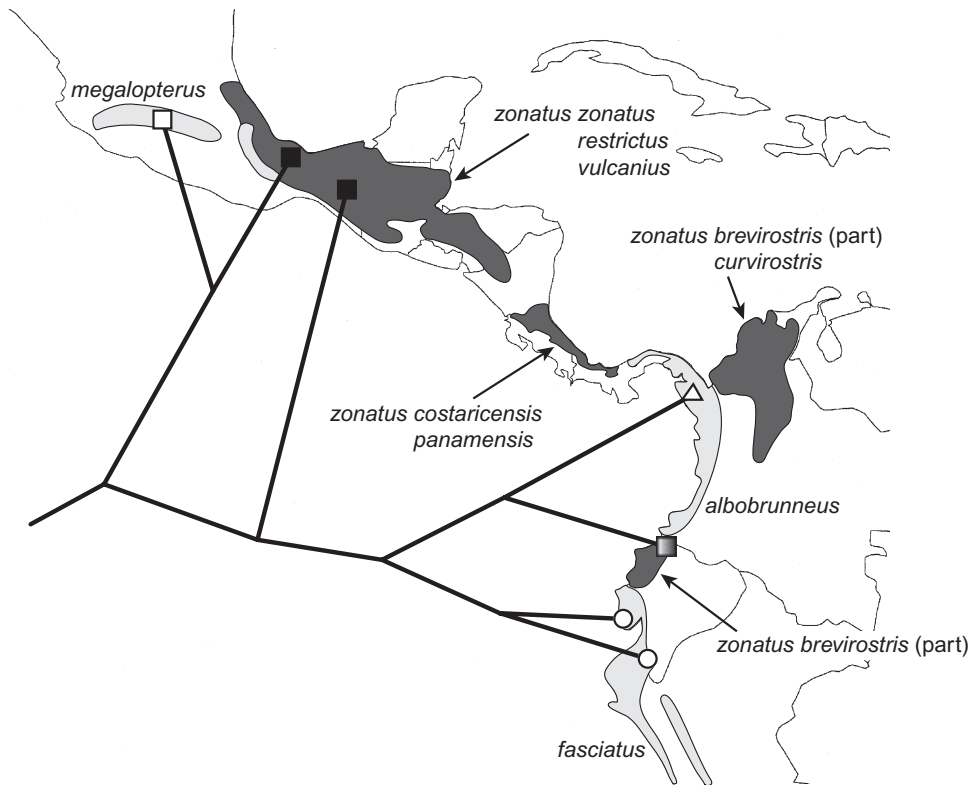 megalopterus
zonatus zonatus
restrictus
vulcanius
zonatus brevirostris (part)
curvirostris
zonatus costaricensis
panamensis
albobrunneus
zonatus brevirostris (part)
fasciatus